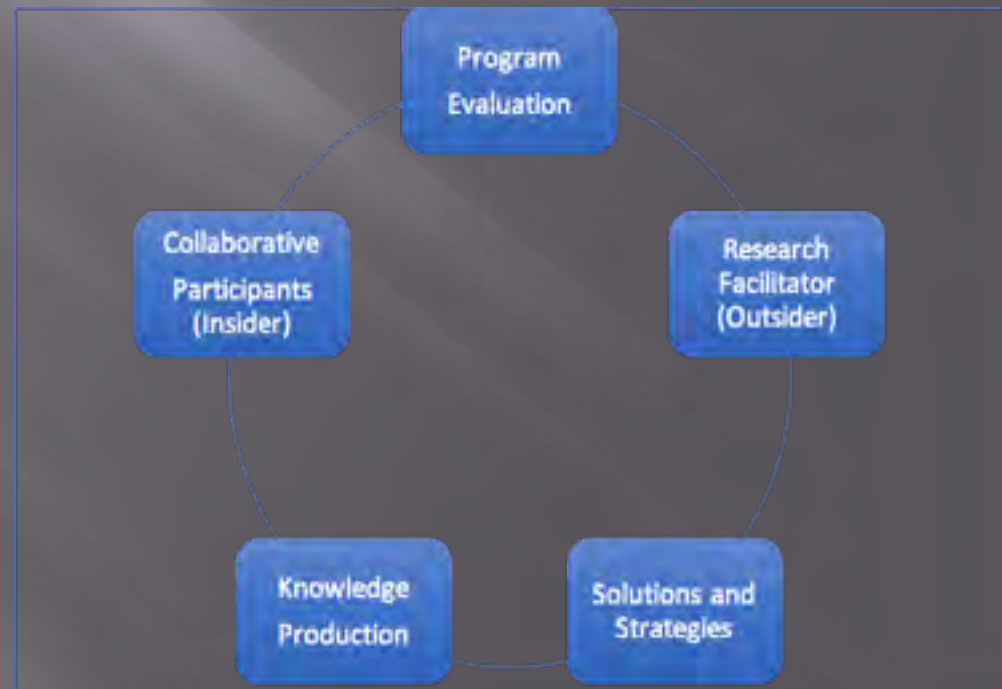 Program
Evaluation
Collaborative
Participants
(Insider)
Research
Facilitator
(Outsider)
Knowledge
Production
Solutions and
Strategies